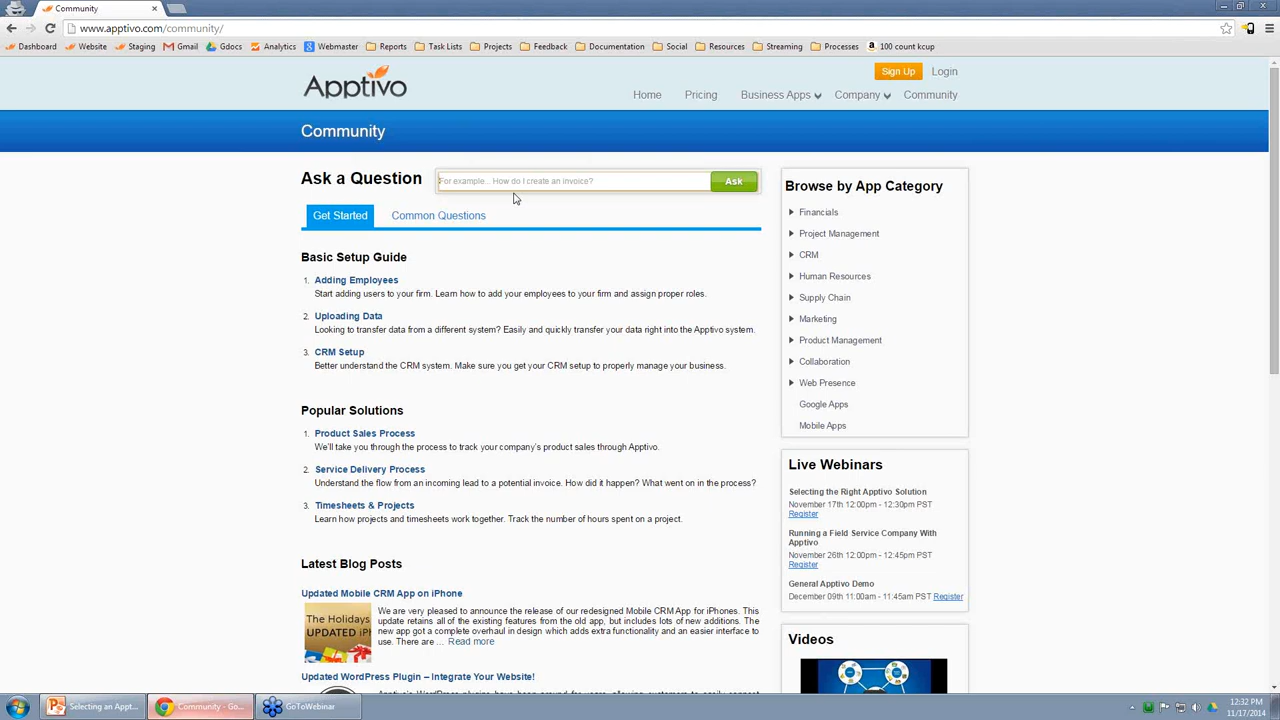 Community
www.apptivo.com/community/
Dashboard Website Staging Gmail Gdocs Analytics Webmaster Reports Task Lists Projects Feedback Documentation Social Resources Streaming Processes 100 count kcup
Sign Up Login
Apptivo
Home Pricing Business Apps Company Community
Community
Ask a Question
For example... How do I create an invoice?
Ask
Get Started Common Questions
Basic Setup Guide
1. Adding Employees
Start adding users to your firm. Learn how to add your employees to your firm and assign proper roles.
2. Uploading Data
Looking to transfer data from a different system? Easily and quickly transfer your data right into the Apptivo system.
3. CRM Setup
Better understand the CRM system. Make sure you get your CRM setup to properly manage your business.
Popular Solutions
1. Product Sales Process
We'll take you through the process to track your company's product sales through Apptivo.
2. Service Delivery Process
Understand the flow from an incoming lead to a potential invoice. How did it happen? What went on in the process?
3. Timesheets & Projects
Learn how projects and timesheets work together. Track the number of hours spent on a project.
Latest Blog Posts
Updated Mobile CRM App on iPhone
The Holidays
UPDATED iPh
We are very pleased to announce the release of our redesigned Mobile CRM App for iPhones. This
update retains all of the existing features from the old app, but includes lots of new additions. The
new app got a complete overhaul in design which adds extra functionality and an easier interface to
use. There are ... Read more
Updated WordPress Plugin – Integrate Your Website!
Browse by App Category
Financials
Project Management
CRM
Human Resources
Supply Chain
Marketing
Product Management
Collaboration
Web Presence
Google Apps
Mobile Apps
Live Webinars
Selecting the Right Apptivo Solution
November 17th 12:00pm - 12:30pm PST
Register
Running a Field Service Company With
Apptivo
November 26th 12:00pm - 12:45pm PST
Register
General Apptivo Demo
December 09th 11:00am - 11:45am PST Register
Videos
Selecting an Appt... Community - Go... GoToWebinar
12:32 PM
11/17/2014